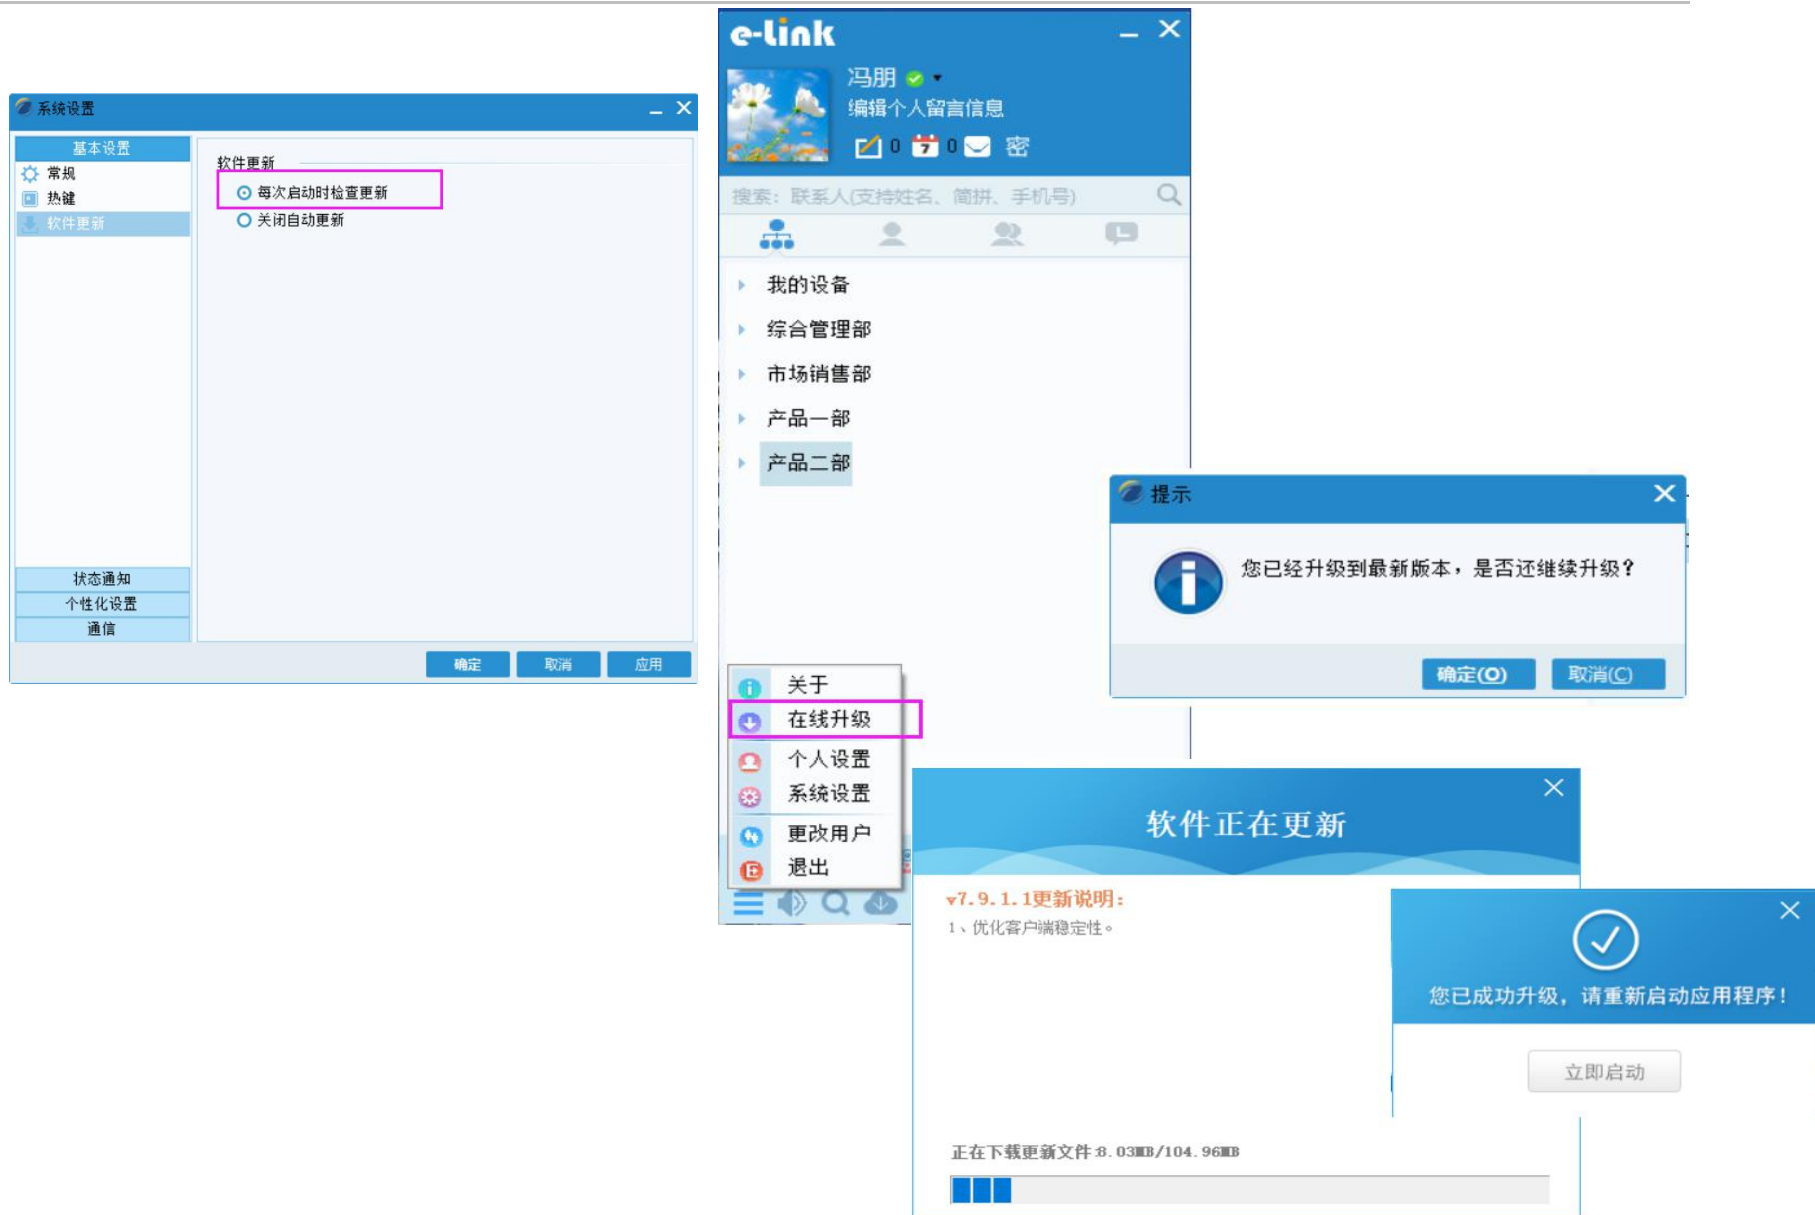 系统设置
基本设置
常规
热键
软件更新
状态通知
个性化设置
通信
软件更新
每次启动时检查更新
关闭自动更新
确定
取消
应用
e-Link
冯朋
编辑个人留言信息
0
7
0
密
搜索：联系人(支持姓名、简拼、手机号)
我的设备
综合管理部
市场销售部
产品一部
产品二部
关于
在线升级
个人设置
系统设置
更改用户
退出
提示
您已经升级到最新版本，是否还继续升级？
确定(O)
取消(C)
软件正在更新
v7.9.1.1更新说明：
1、优化客户端稳定性。
正在下载更新文件:8.03MB/104.96MB
您已成功升级，请重新启动应用程序！
立即启动